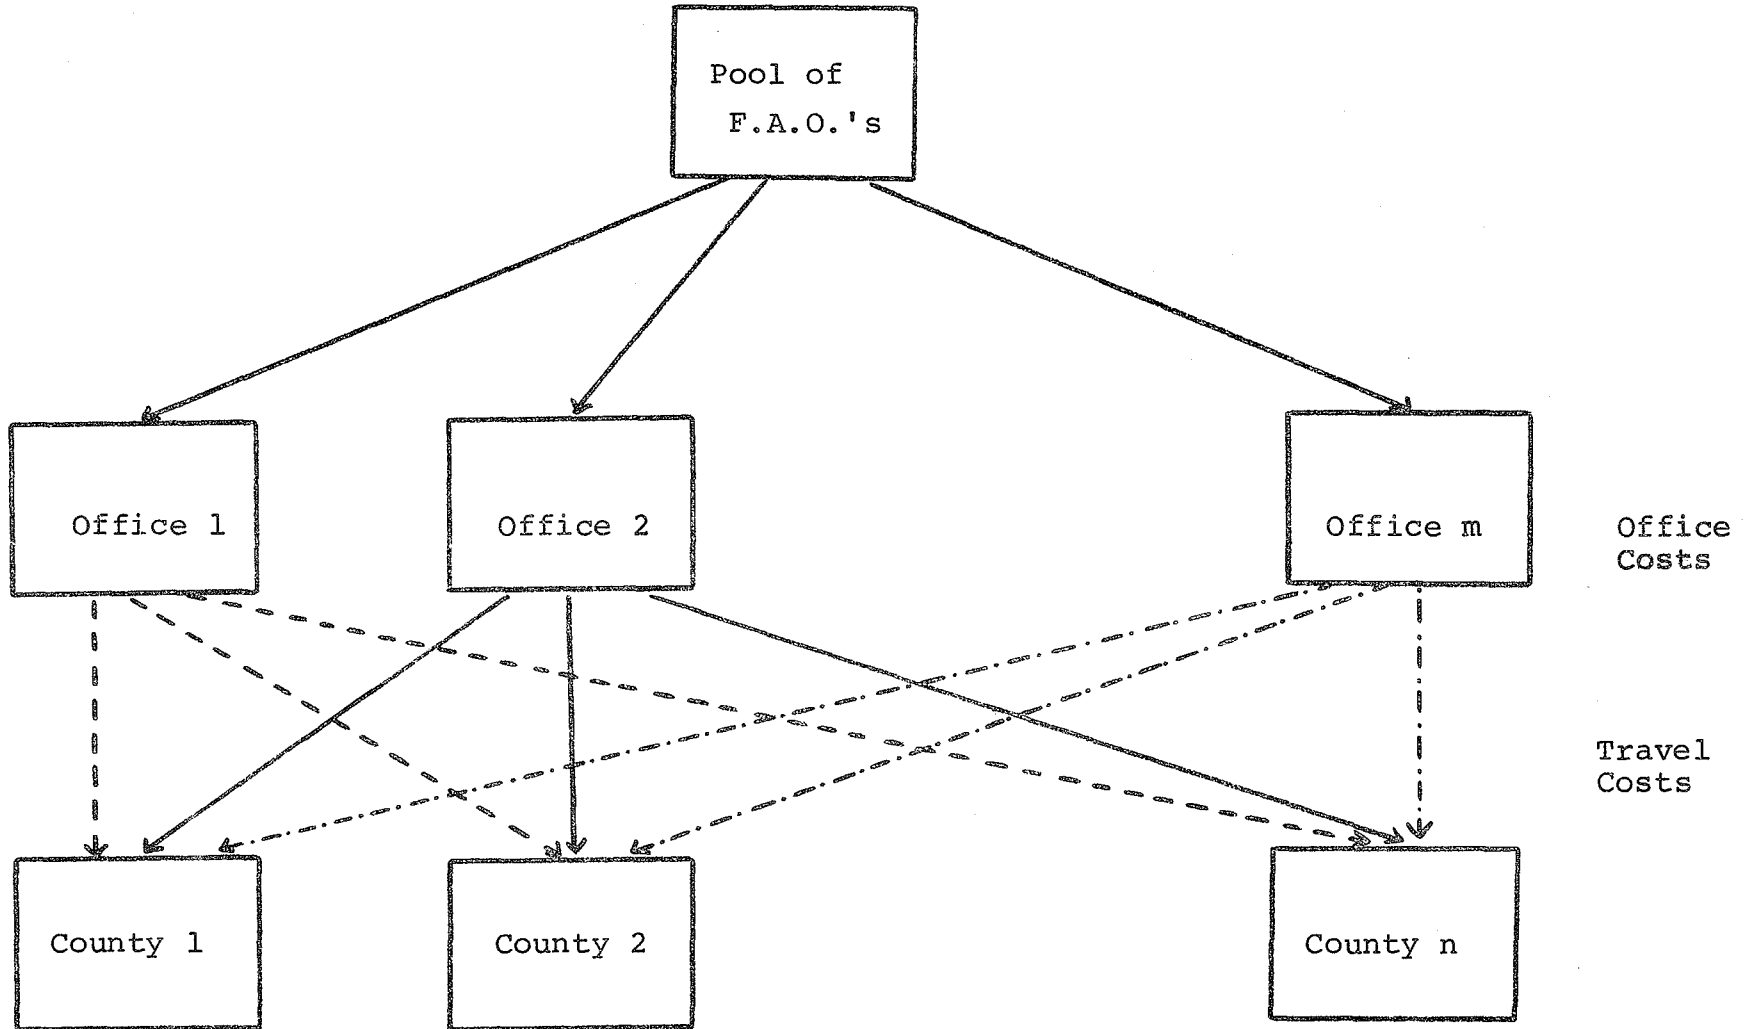 Pool of
F.A.O.'s
Office 1
Office 2
Office m
Office
Costs
Travel
Costs
County 1
County 2
County n